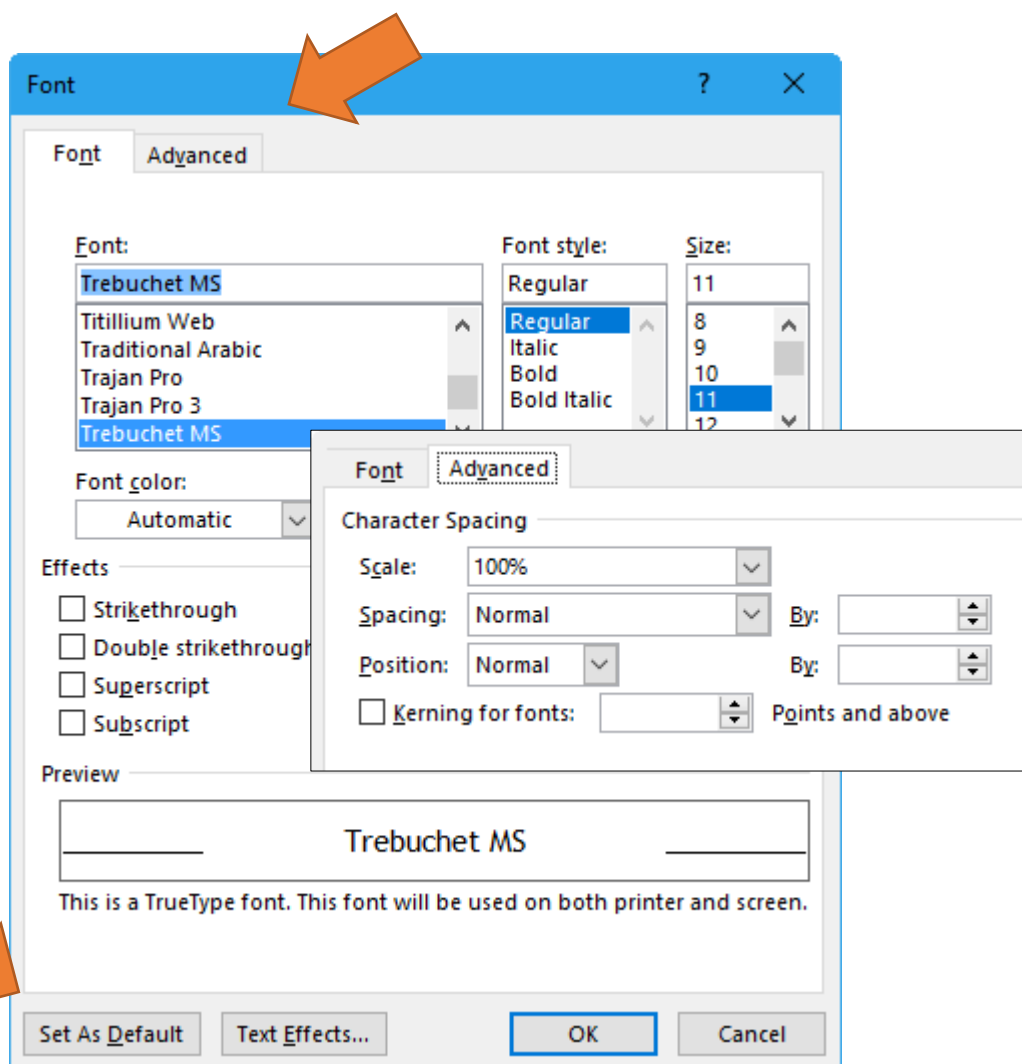 Font ?
Font Advanced
Font: Font style: Size:
Trebuchet MS Regular 11
Titillium Web Regular 8
Traditional Arabic Italic 9
Trajan Pro Bold 10
Trajan Pro 3 Bold Italic 11
Trebuchet MS 12
Font color:
Automatic
Effects
Strikethrough
Double strikethrough
Superscript
Subscript
Font Advanced
Character Spacing
Scale: 100%
Spacing: Normal By:
Position: Normal By:
Kerning for fonts: Points and above
Preview
Trebuchet MS
This is a TrueType font. This font will be used on both printer and screen.
Set As Default Text Effects... OK Cancel